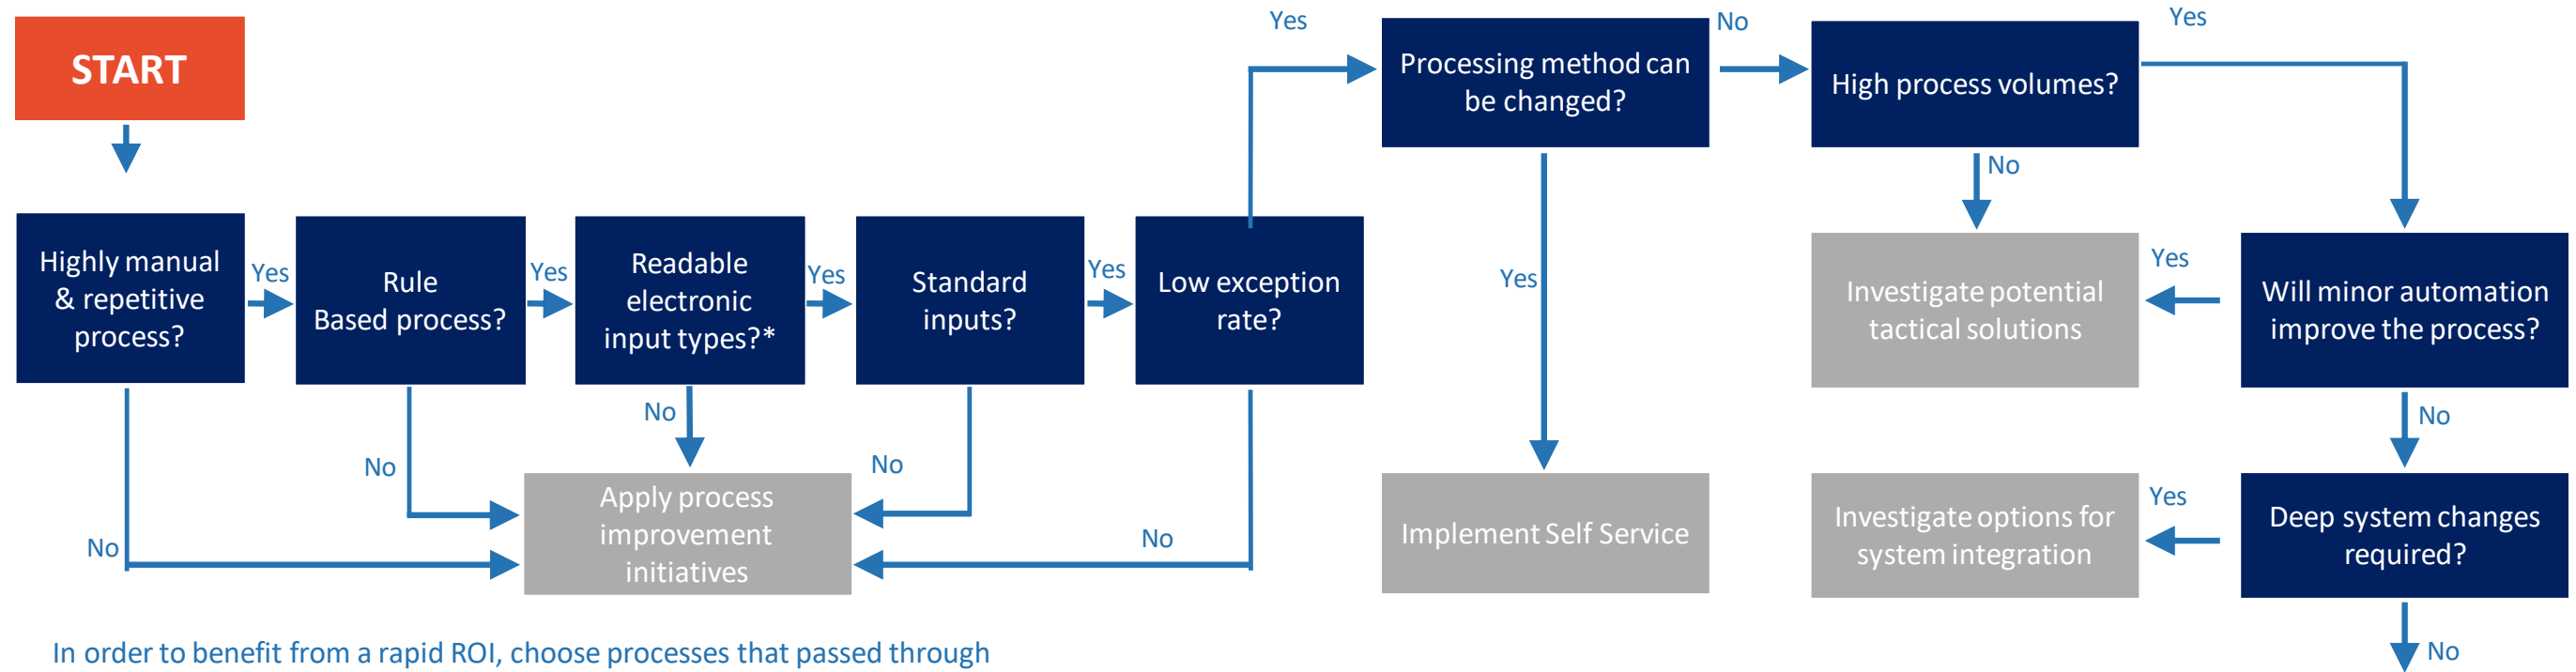 START
Highly manual
& repetitive
process?
Yes
No
Rule
Based process?
Yes
No
Readable
electronic
input types?*
Yes
No
Standard
inputs?
Yes
No
Low exception
rate?
Yes
No
Apply process
improvement
initiatives
Processing method can
be changed?
No
Yes
Implement Self Service
High process volumes?
Yes
No
Investigate potential
tactical solutions
Yes
Will minor automation
improve the process?
No
Investigate options for
system integration
Yes
Deep system changes
required?
No
In order to benefit from a rapid ROI, choose processes that passed through